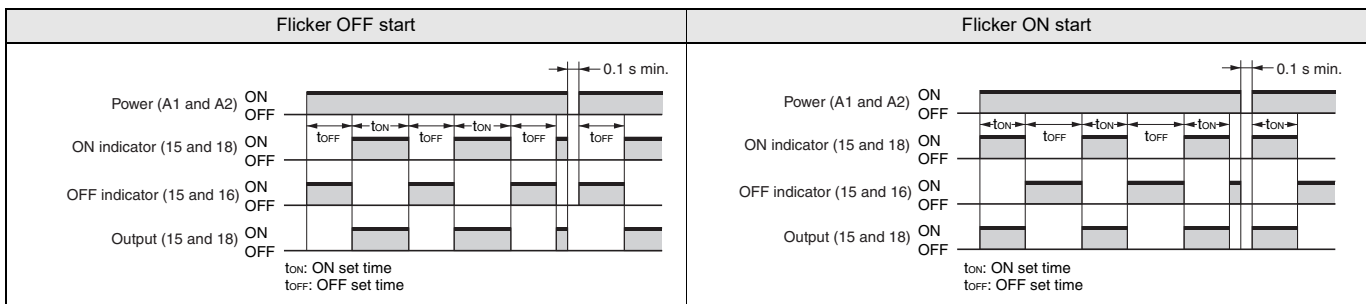 Flicker OFF start
0.1 s min.
Power (A1 and A2) ON
OFF
tOFF tON tOFF tON tOFF tOFF
ON indicator (15 and 18) ON
OFF
OFF indicator (15 and 16) ON
OFF
Output (15 and 18) ON
OFF
tON: ON set time
tOFF: OFF set time
Flicker ON start
0.1 s min.
Power (A1 and A2) ON
OFF
tON tOFF tON tOFF tON tON
ON indicator (15 and 18) ON
OFF
OFF indicator (15 and 16) ON
OFF
Output (15 and 18) ON
OFF
tON: ON set time
tOFF: OFF set time